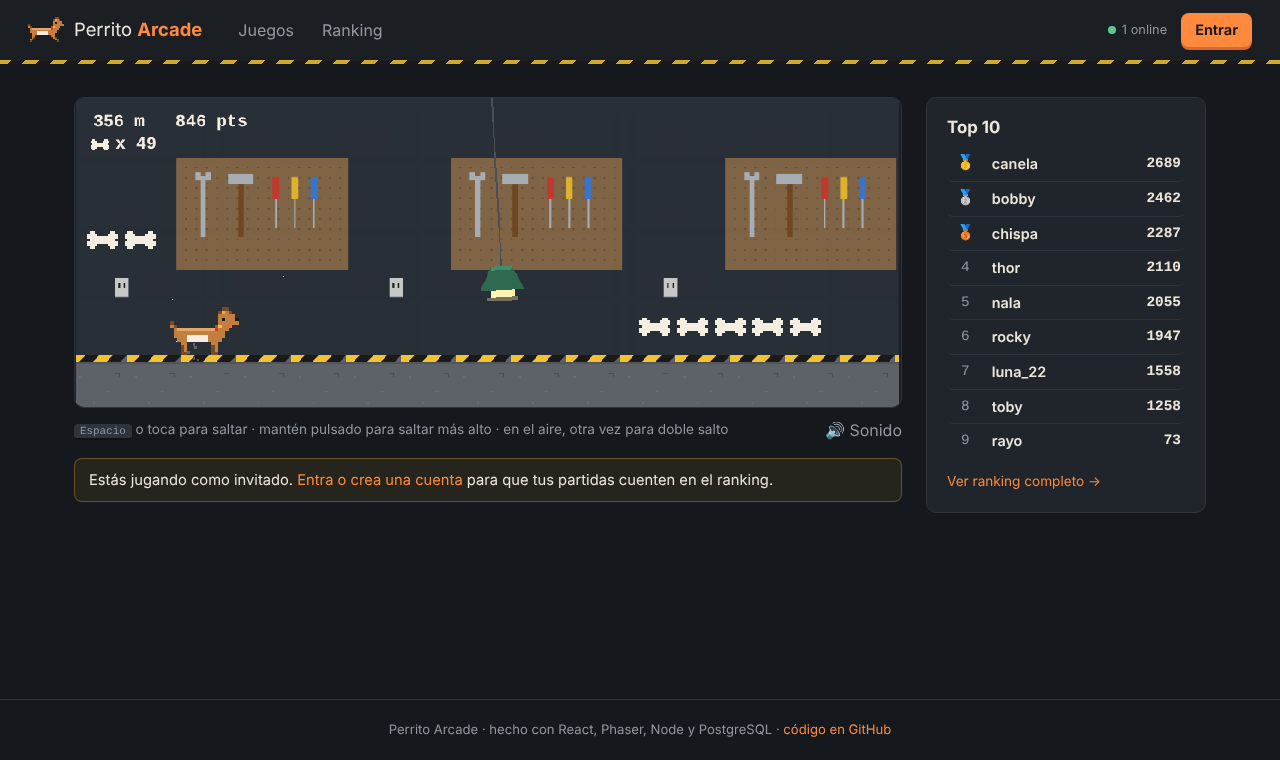 Perrito Arcade
Juegos
Ranking
1 online
Entrar
356 m 846 pts
x 49
Espacio o toca para saltar · mantén pulsado para saltar más alto · en el aire, otra vez para doble salto
🔊 Sonido
Estás jugando como invitado. Entra o crea una cuenta para que tus partidas cuenten en el ranking.
Top 10
🥇 canela 2689
🥈 bobby 2462
🥉 chispa 2287
4 thor 2110
5 nala 2055
6 rocky 1947
7 luna_22 1558
8 toby 1258
9 rayo 73
Ver ranking completo →
Perrito Arcade · hecho con React, Phaser, Node y PostgreSQL · código en GitHub